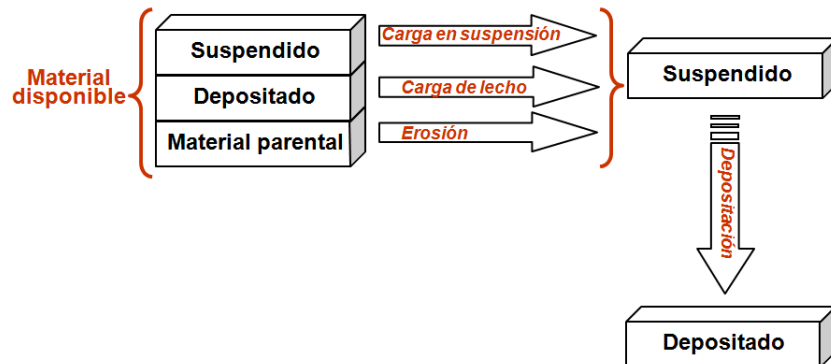 Material
disponible
Suspendido
Depositado
Material parental
Carga en suspensión
Carga de lecho
Erosión
Suspendido
Depositación
Depositado